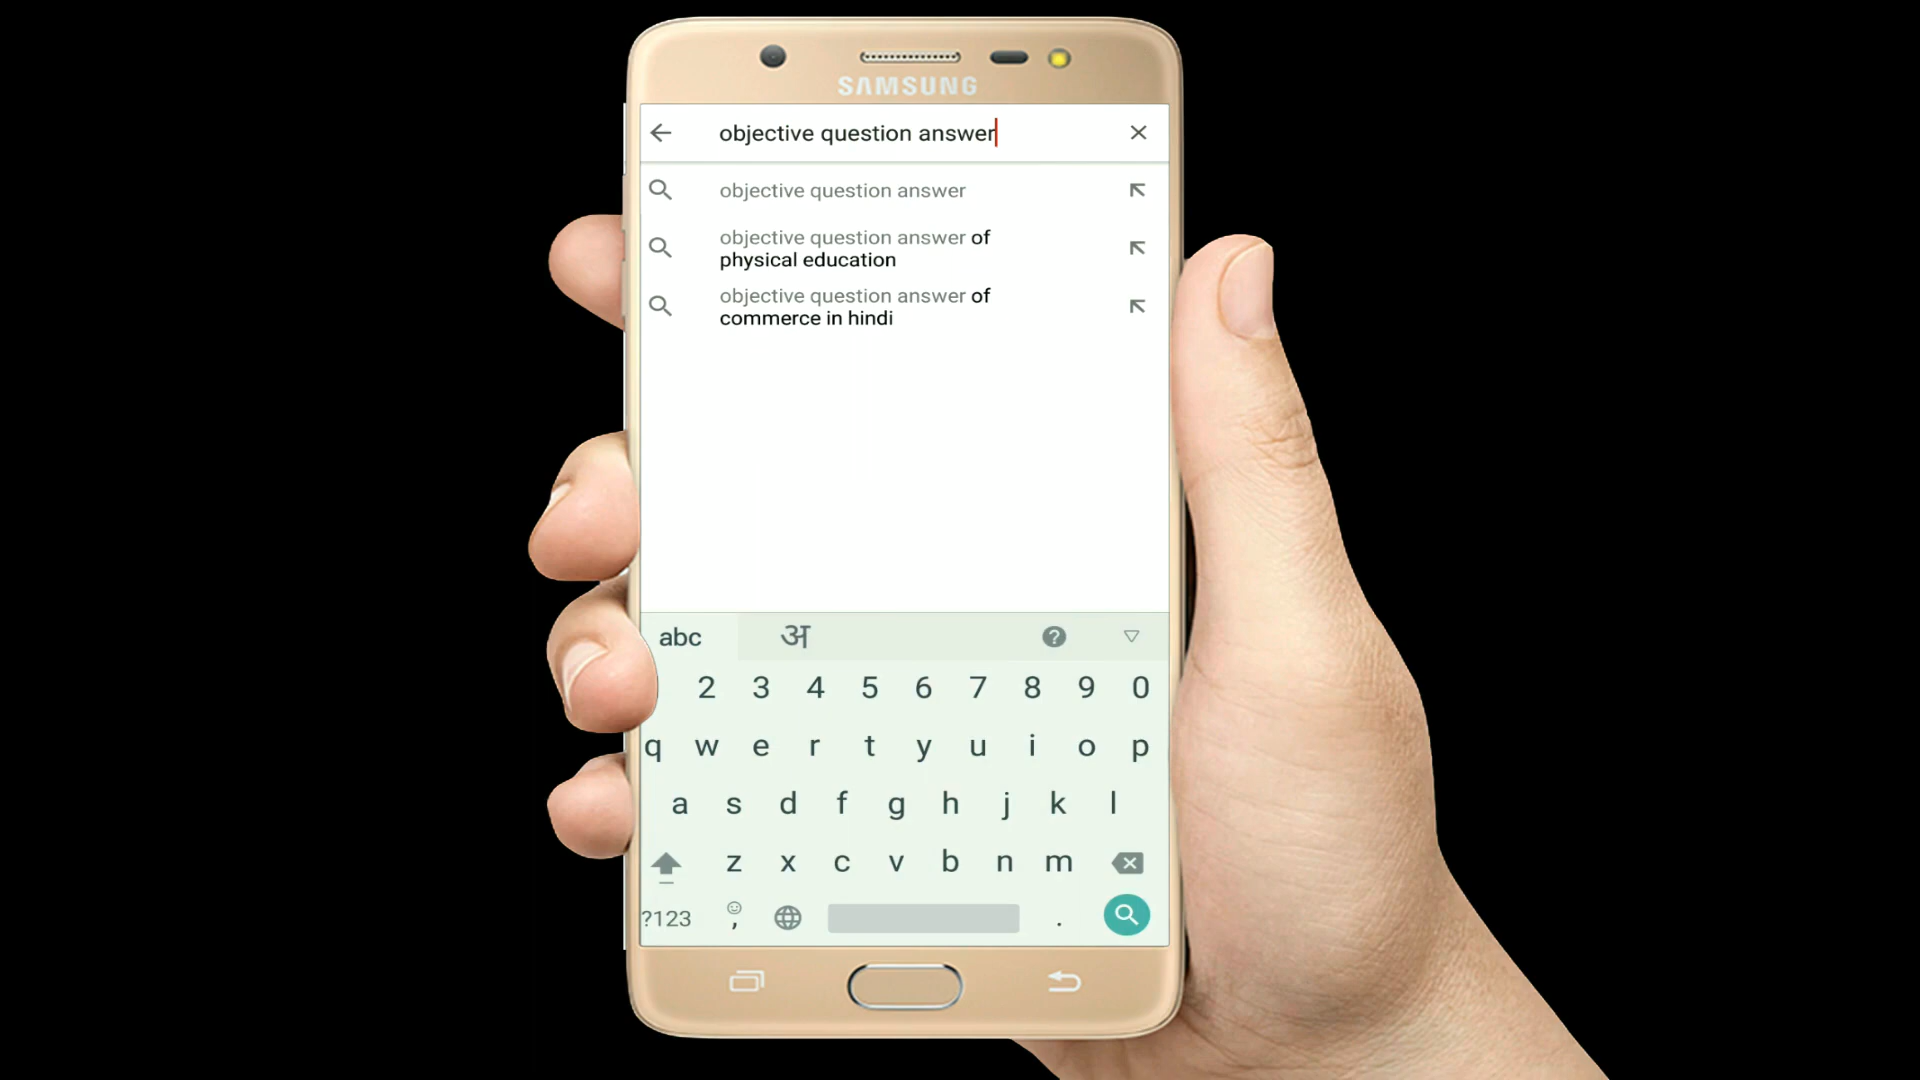 SAMSUNG
objective question answer
objective question answer
objective question answer of
physical education
objective question answer of
commerce in hindi
abc अ ?
2 3 4 5 6 7 8 9 0
q w e r t y u i o p
a s d f g h j k l
z x c v b n m
?123 , .